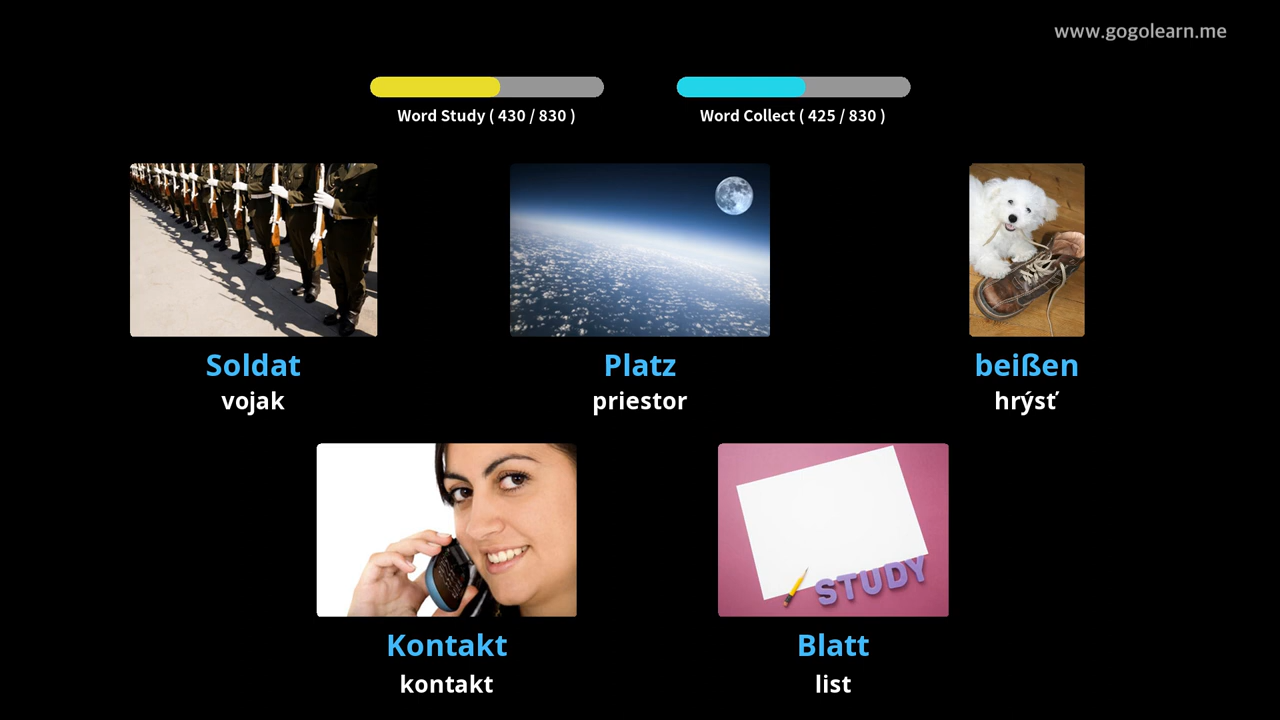 www.gogolearn.me
Word Study ( 430 / 830 )
Word Collect ( 425 / 830 )
Soldat
vojak
Platz
priestor
beißen
hrýsť
STUDY
Kontakt
kontakt
Blatt
list